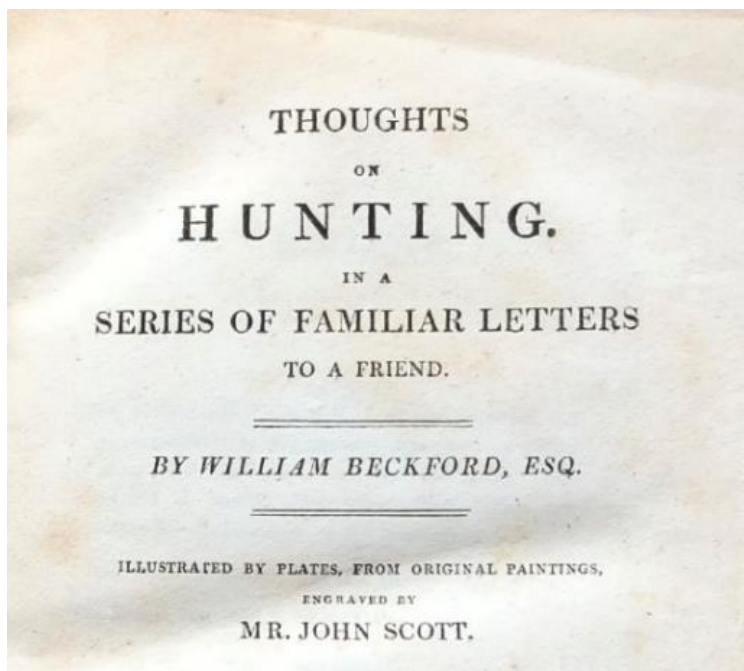 THOUGHTS
ON
HUNTING.
IN A
SERIES OF FAMILIAR LETTERS
TO A FRIEND.
BY WILLIAM BECKFORD, ESQ.
ILLUSTRATED BY PLATES, FROM ORIGINAL PAINTINGS,
ENGRAVED BY
MR. JOHN SCOTT.